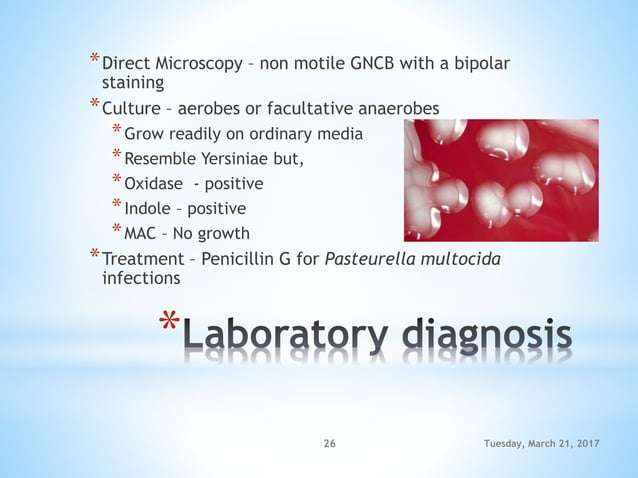 * Direct Microscopy – non motile GNCB with a bipolar
staining
* Culture – aerobes or facultative anaerobes
* Grow readily on ordinary media
* Resemble Yersiniae but,
* Oxidase - positive
* Indole – positive
* MAC – No growth
* Treatment – Penicillin G for Pasteurella multocida
infections
* Laboratory diagnosis
26
Tuesday, March 21, 2017